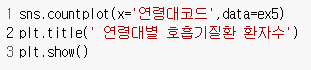 1 sns.countplot(x='연령대코드',data=ex5)
2 plt.title(' 연령대별 호흡기질환 환자수')
3 plt.show()